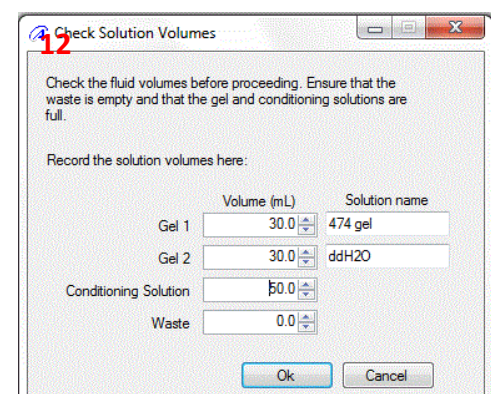 Check Solution Volumes
12
Check the fluid volumes before proceeding. Ensure that the
waste is empty and that the gel and conditioning solutions are
full.
Record the solution volumes here:
Volume (mL) Solution name
Gel 1 30.0 474 gel
Gel 2 30.0 ddH2O
Conditioning Solution 50.0
Waste 0.0
Ok Cancel